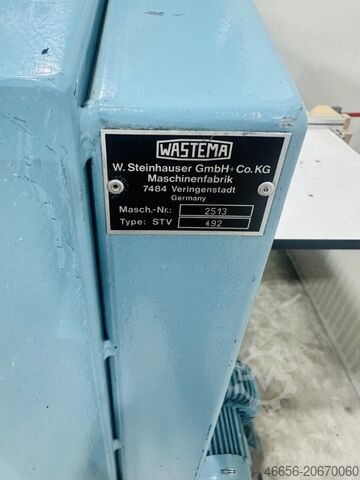 WASTEMA
W. Steinhauser GmbH + Co. KG
Maschinenfabrik
7484 Veringenstadt
Germany
Masch.-Nr.: 2513
Type: STV 492
46656-20670060